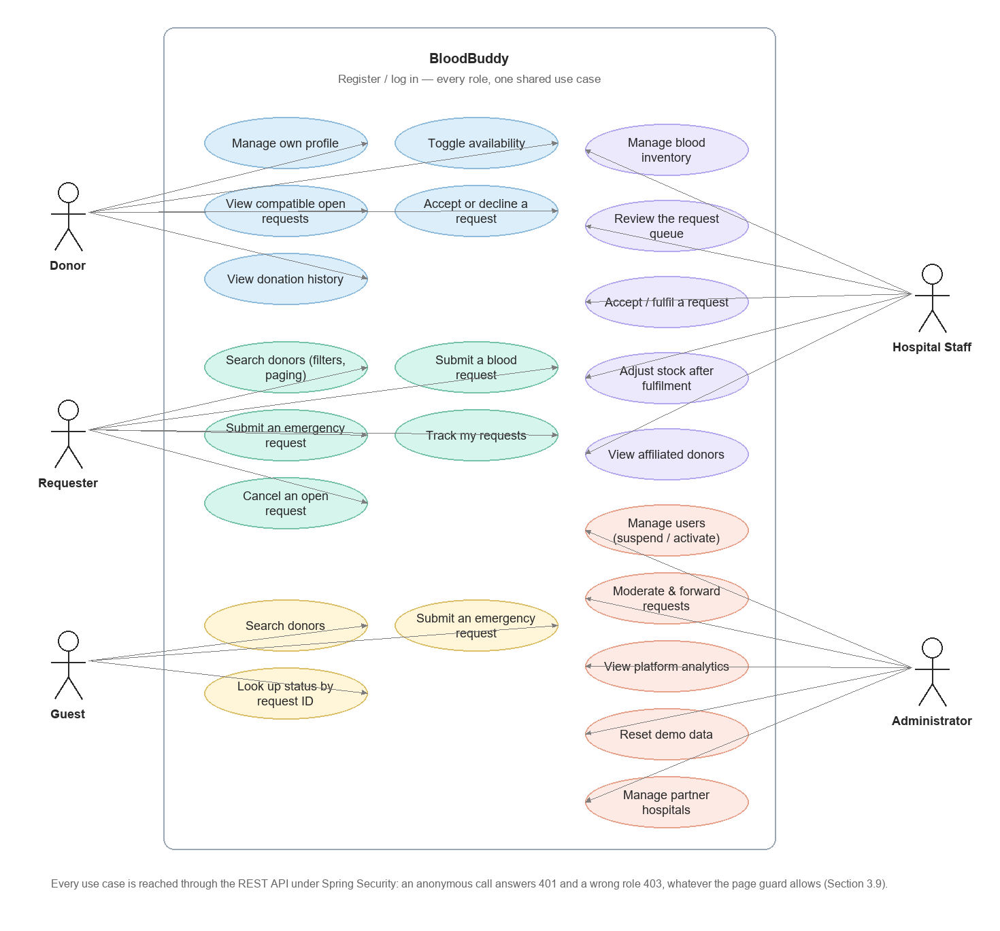 BloodBuddy
Register / log in — every role, one shared use case
Manage own profile
Toggle availability
View compatible open
requests
Accept or decline a
request
View donation history
Donor
Search donors (filters,
paging)
Submit a blood
request
Submit an emergency
request
Track my requests
Cancel an open
request
Requester
Search donors
Submit an emergency
request
Look up status by
request ID
Guest
Manage blood
inventory
Review the request
queue
Accept / fulfil a request
Adjust stock after
fulfilment
View affiliated donors
Hospital Staff
Manage users
(suspend / activate)
Moderate & forward
requests
View platform analytics
Reset demo data
Manage partner
hospitals
Administrator
Every use case is reached through the REST API under Spring Security: an anonymous call answers 401 and a wrong role 403, whatever the page guard allows (Section 3.9).